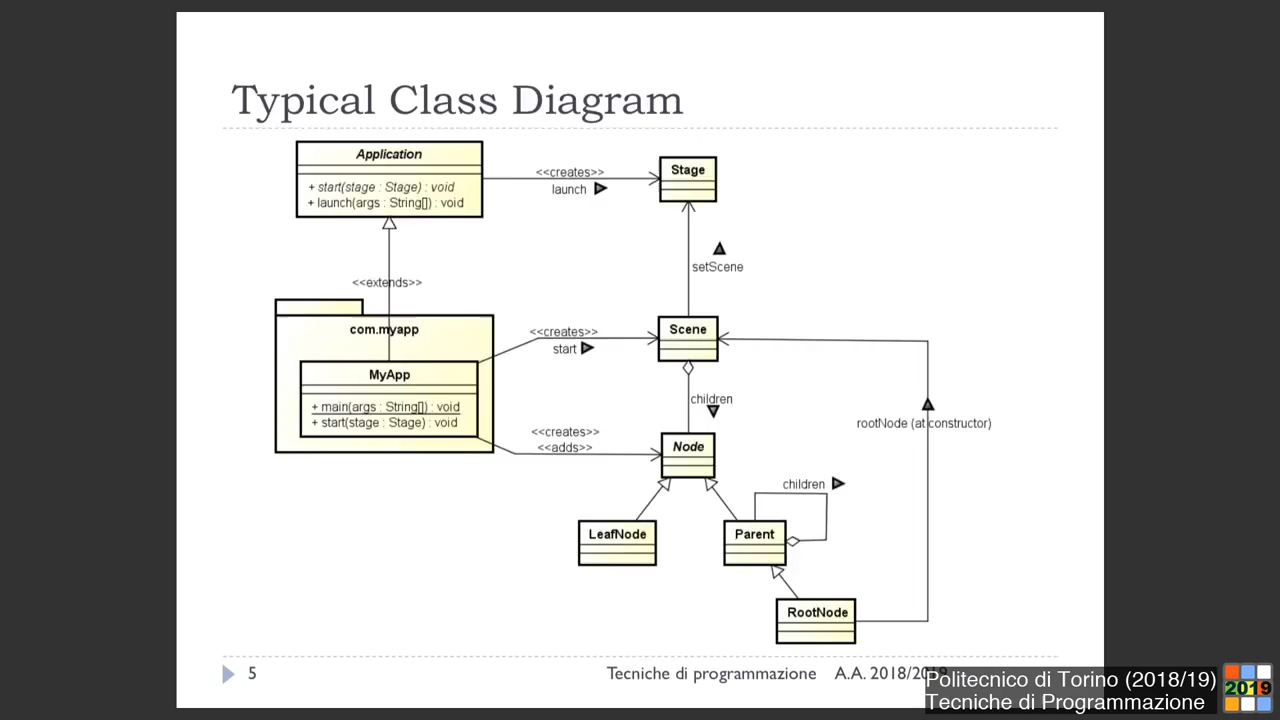 Typical Class Diagram
Application
+ start(stage : Stage) : void
+ launch(args : String[]) : void
<<creates>>
launch
Stage
setScene
<<extends>>
com.myapp
MyApp
+ main(args : String[]) : void
+ start(stage : Stage) : void
<<creates>>
start
Scene
children
rootNode (at constructor)
<<creates>>
<<adds>>
Node
children
LeafNode
Parent
RootNode
5
Tecniche di programmazione A.A. 2018/2019
Politecnico di Torino (2018/19)
Tecniche di Programmazione
2019